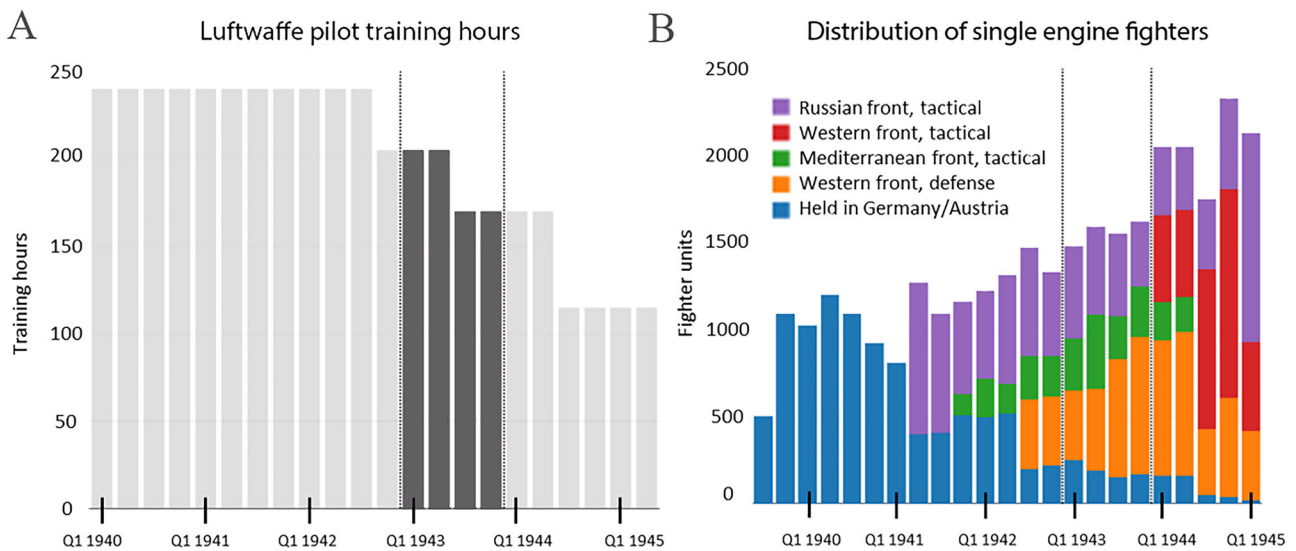 A
Luftwaffe pilot training hours
250
200
150
100
50
0
Training hours
Q1 1940
Q1 1941
Q1 1942
Q1 1943
Q1 1944
Q1 1945
B
Distribution of single engine fighters
2500
2000
1500
1000
500
0
Fighter units
Russian front, tactical
Western front, tactical
Mediterranean front, tactical
Western front, defense
Held in Germany/Austria
Q1 1940
Q1 1941
Q1 1942
Q1 1943
Q1 1944
Q1 1945